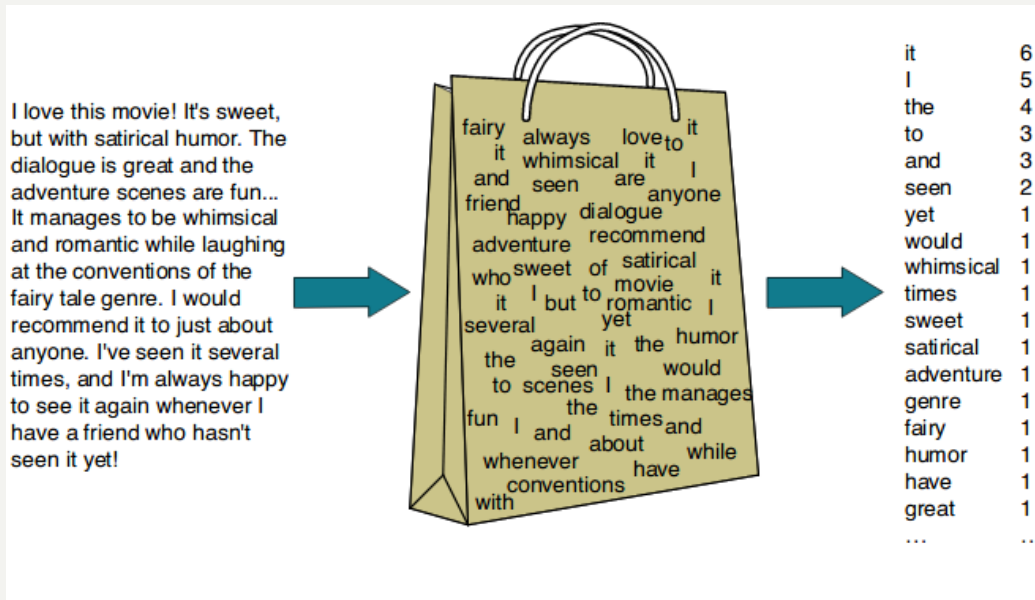 I love this movie! It's sweet,
but with satirical humor. The
dialogue is great and the
adventure scenes are fun...
It manages to be whimsical
and romantic while laughing
at the conventions of the
fairy tale genre. I would
recommend it to just about
anyone. I've seen it several
times, and I'm always happy
to see it again whenever I
have a friend who hasn't
seen it yet!
fairy always love to it
it whimsical it I
and seen are anyone
friend happy dialogue
adventure recommend
who sweet of satirical
it I but to movie it
romantic I
several yet
again it the humor
the seen would
to scenes I the manages
fun I and the times and
about
whenever have while
conventions
with
it 6
I 5
the 4
to 3
and 3
seen 2
yet 1
would 1
whimsical 1
times 1
sweet 1
satirical 1
adventure 1
genre 1
fairy 1
humor 1
have 1
great 1
... ..